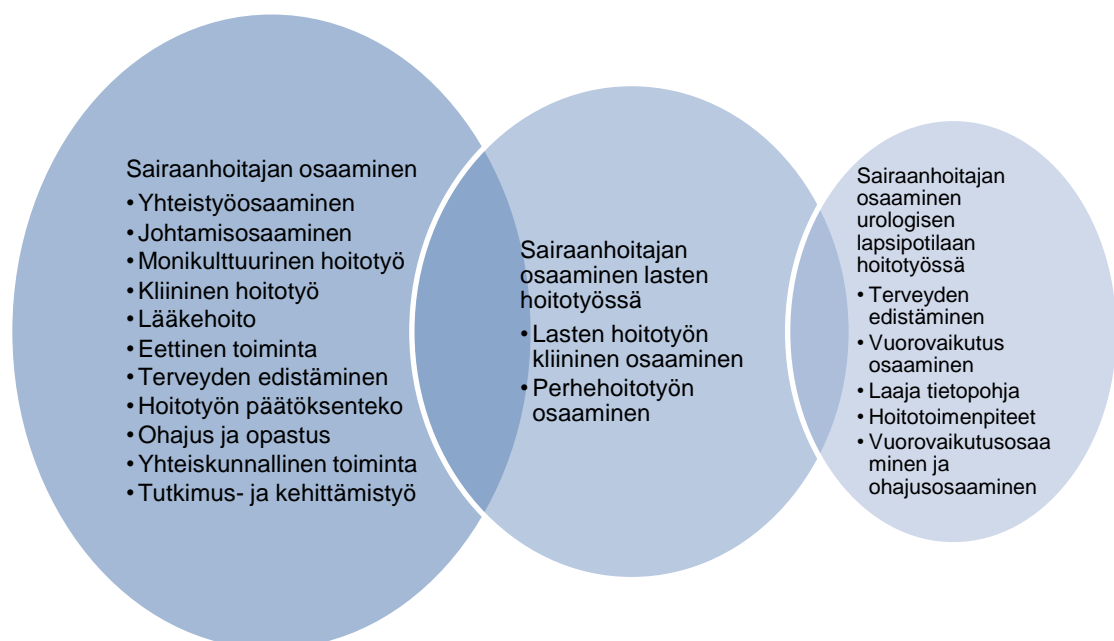 Sairaanhoitajan osaaminen
• Yhteistyöosaaminen
• Johtamisosaaminen
• Monikulttuurinen hoitotyö
• Kliininen hoitotyö
• Lääkehoito
• Eettinen toiminta
• Terveyden edistäminen
• Hoitotyön päätöksenteko
• Ohajus ja opastus
• Yhteiskunnallinen toiminta
• Tutkimus- ja kehittämistyö
Sairaanhoitajan
osaaminen lasten
hoitotyössä
• Lasten hoitotyön
kliininen osaaminen
• Perhehoitotyön
osaaminen
Sairaanhoitajan
osaaminen
urologisen
lapsipotilaan
hoitotyössä
• Terveyden
edistäminen
• Vuorovaikutus
osaaminen
• Laaja tietopohja
• Hoitotoimenpiteet
• Vuorovaikutusosaa
minen ja
ohajusosaaminen